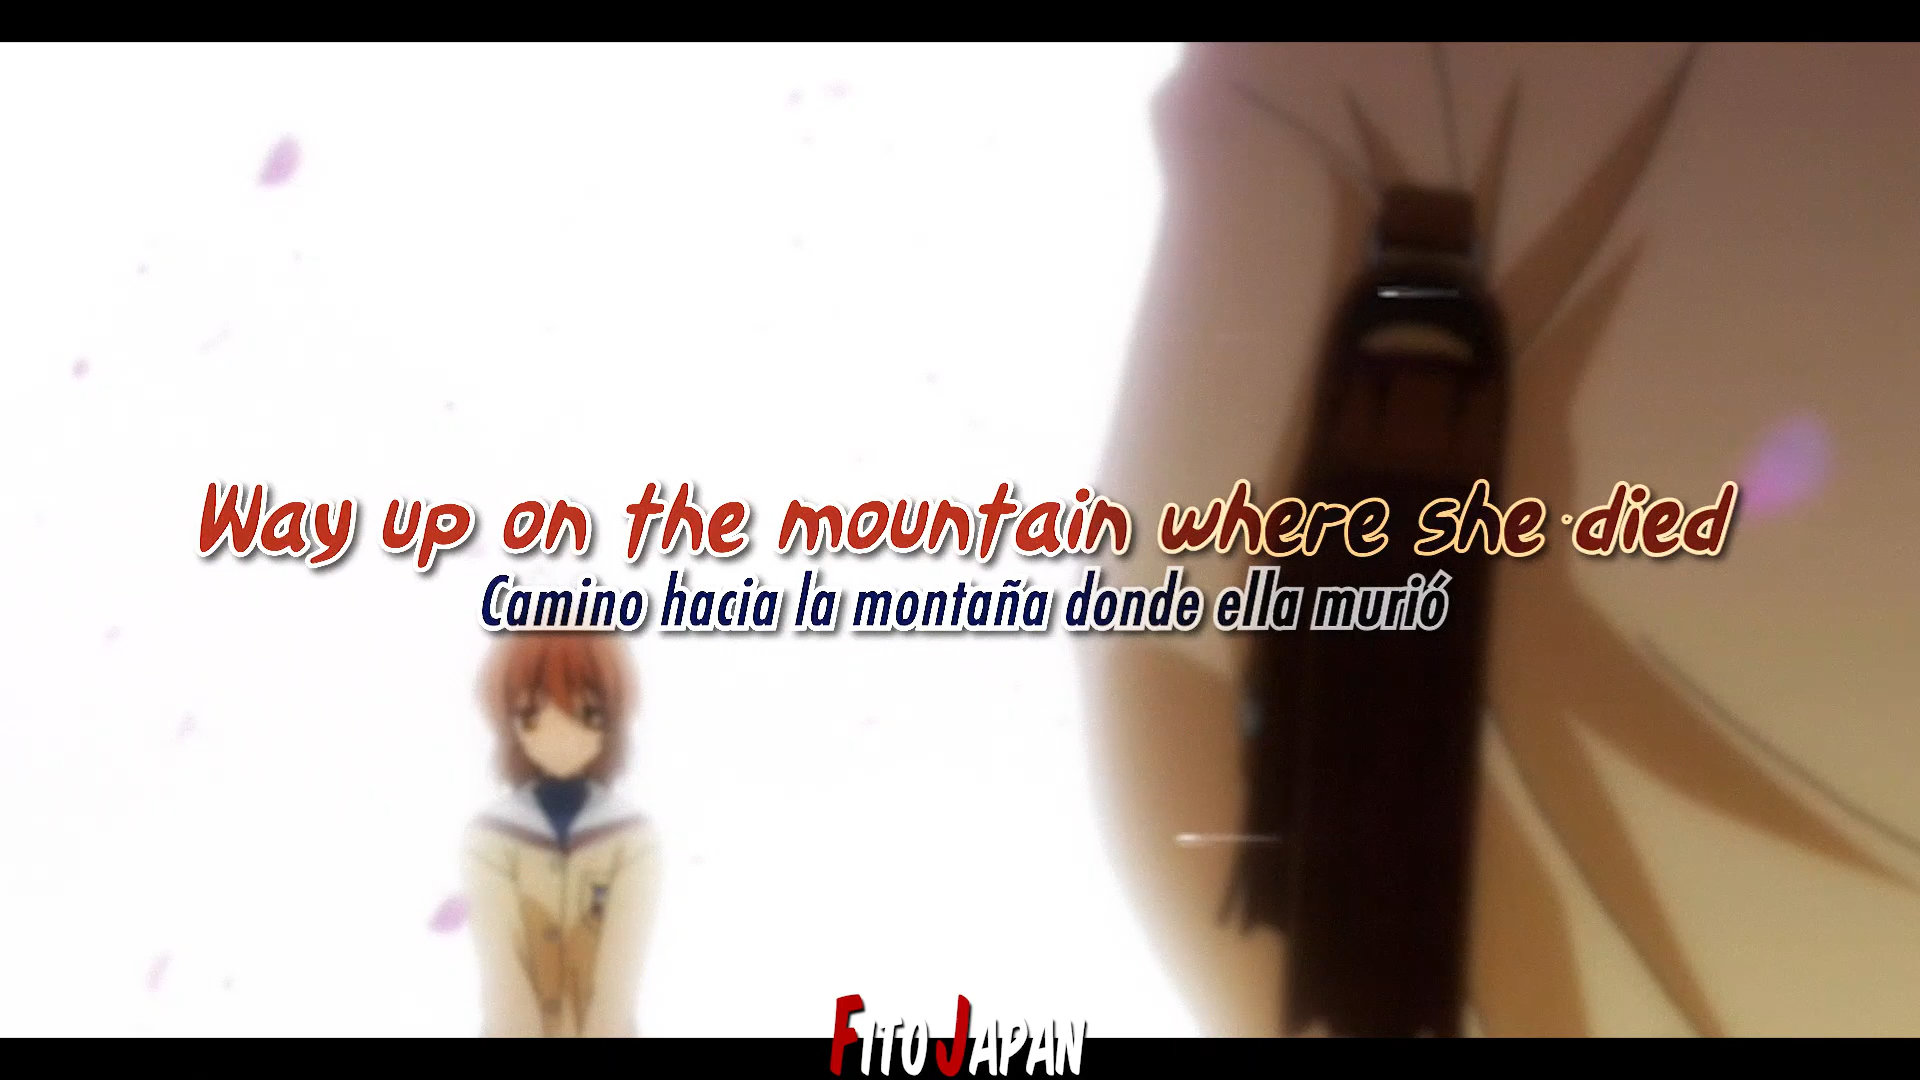 Way up on the mountain where she died
Camino hacia la montaña donde ella murió
FITOJAPAN